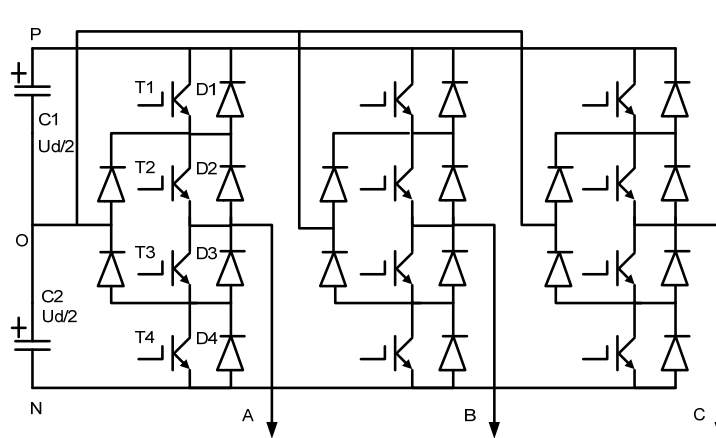 P
+
T1 D1
C1
Ud/2
T2 D2
O
T3 D3
C2
Ud/2
+
T4 D4
N
A
B
C